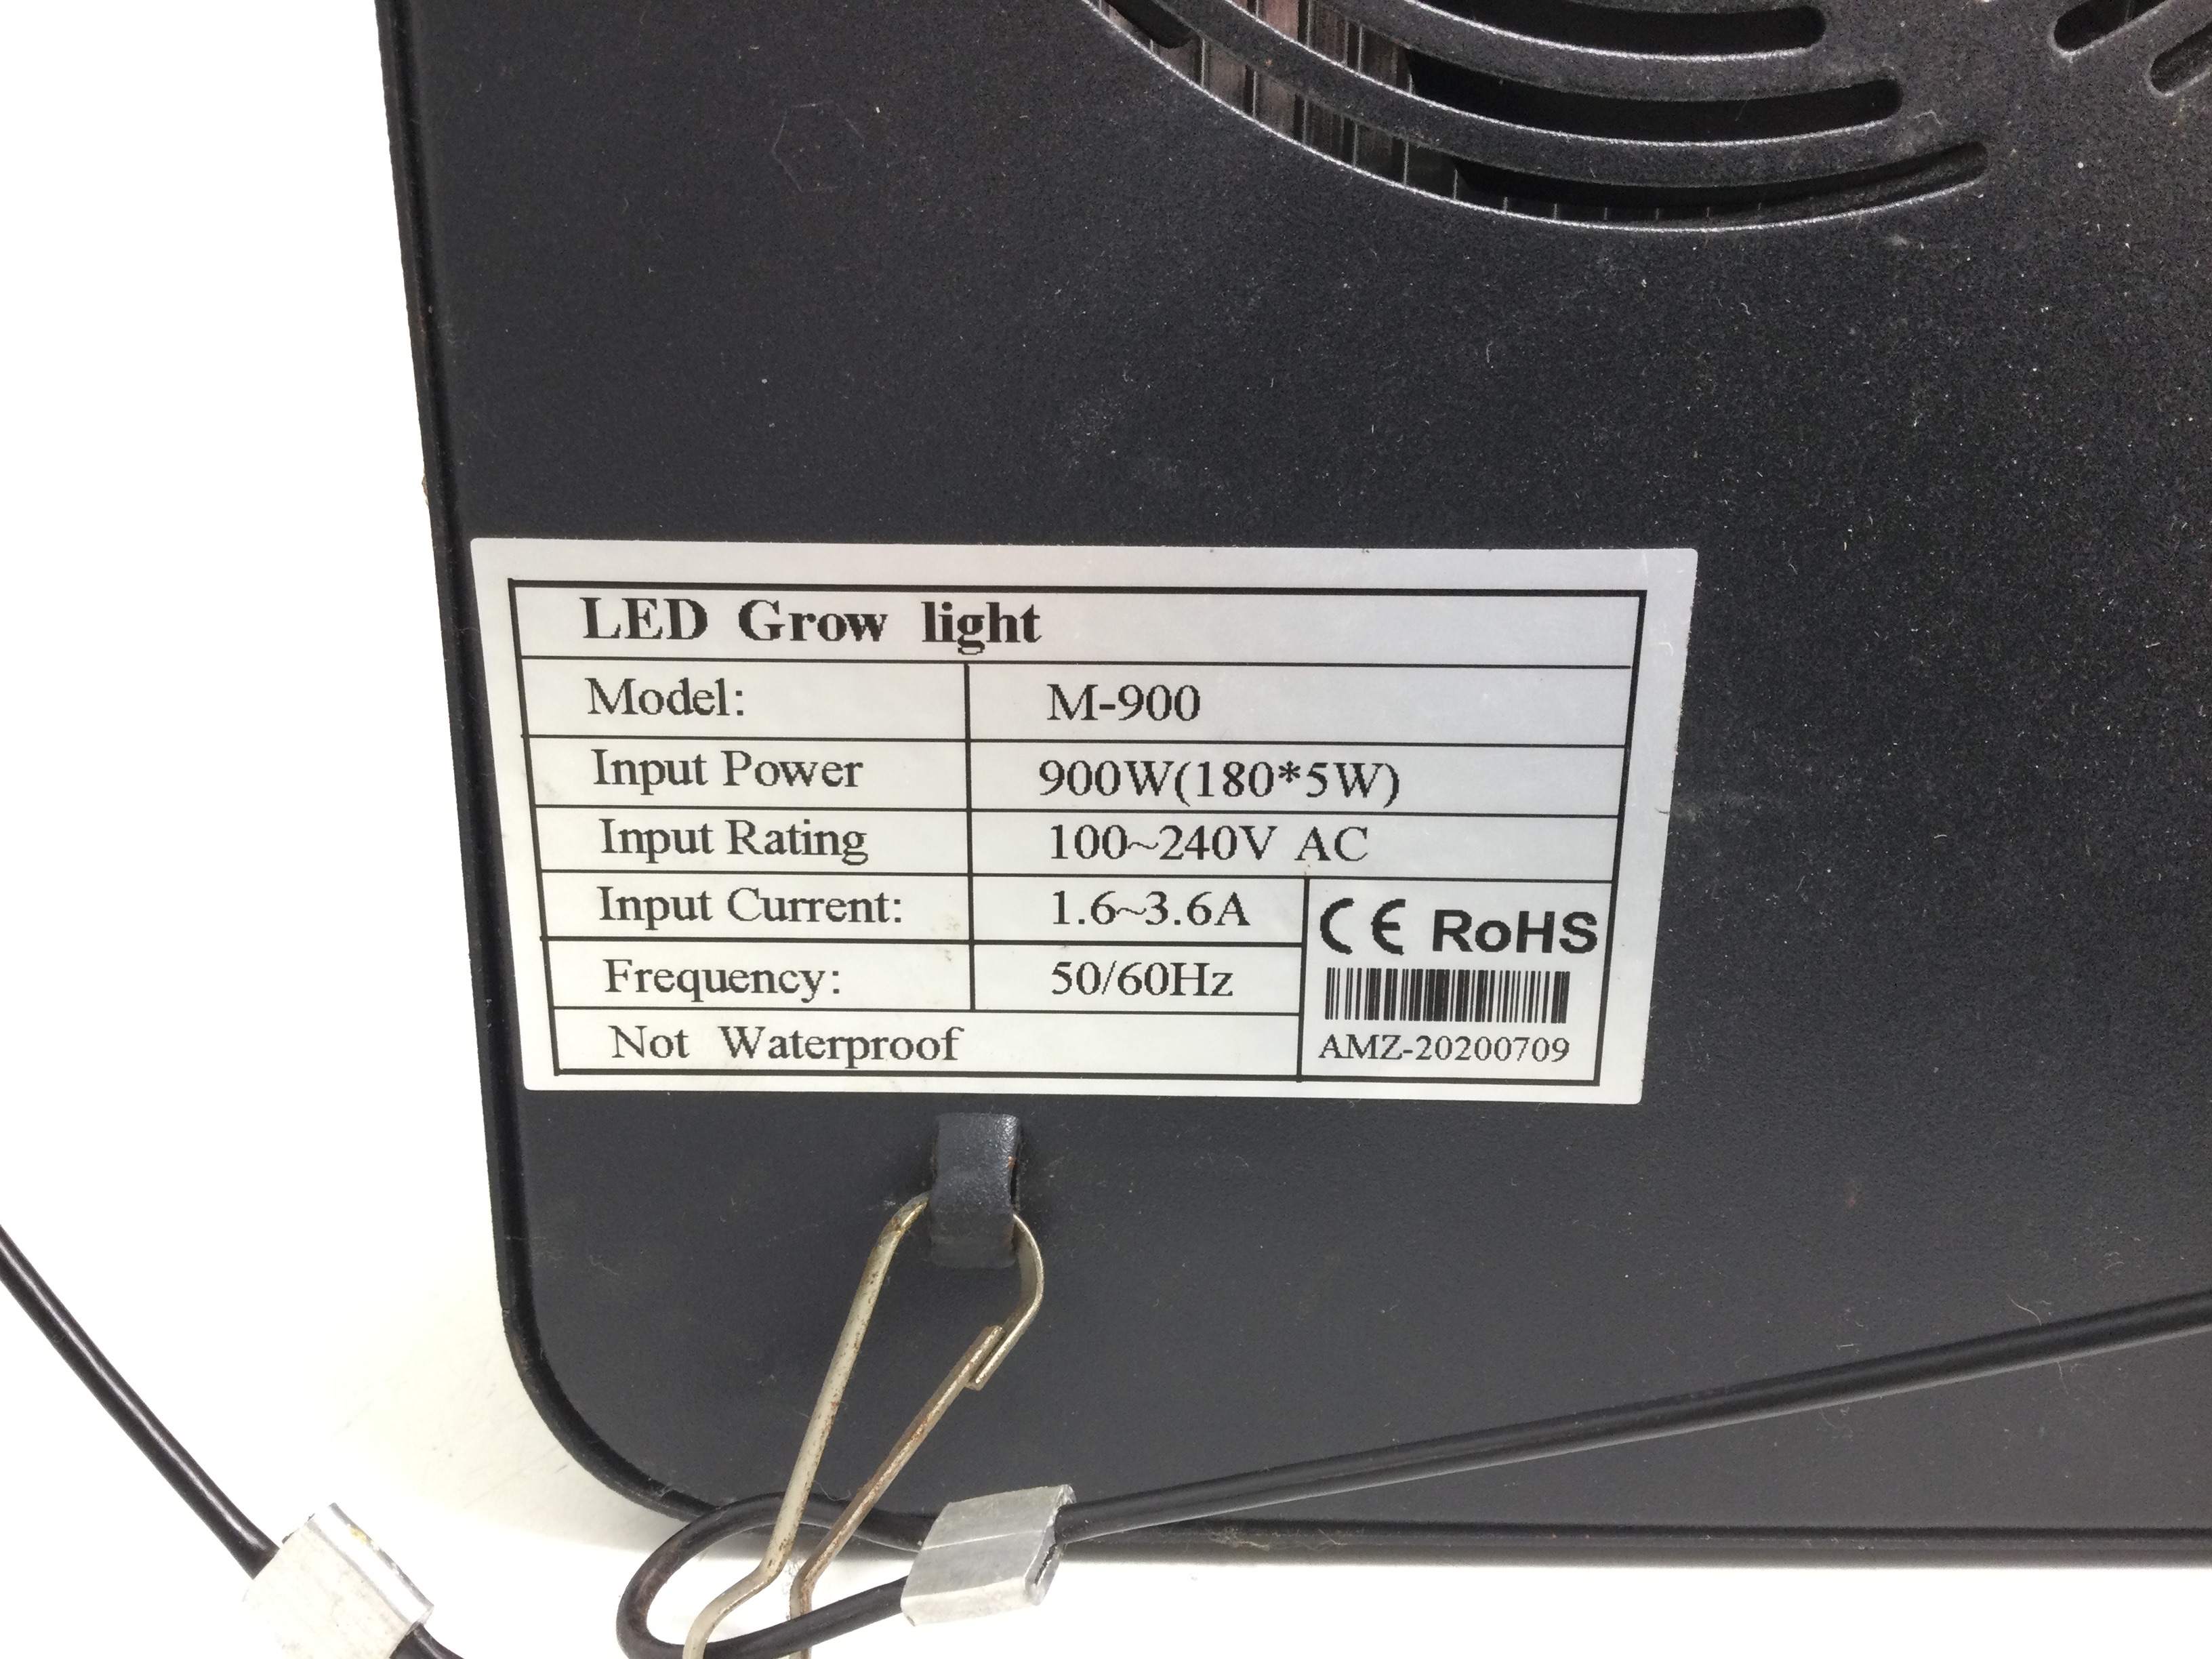 LED Grow light
Model: M-900
Input Power 900W(180*5W)
Input Rating 100~240V AC
Input Current: 1.6~3.6A
CE RoHS
Frequency: 50/60Hz
Not Waterproof
AMZ-20200709